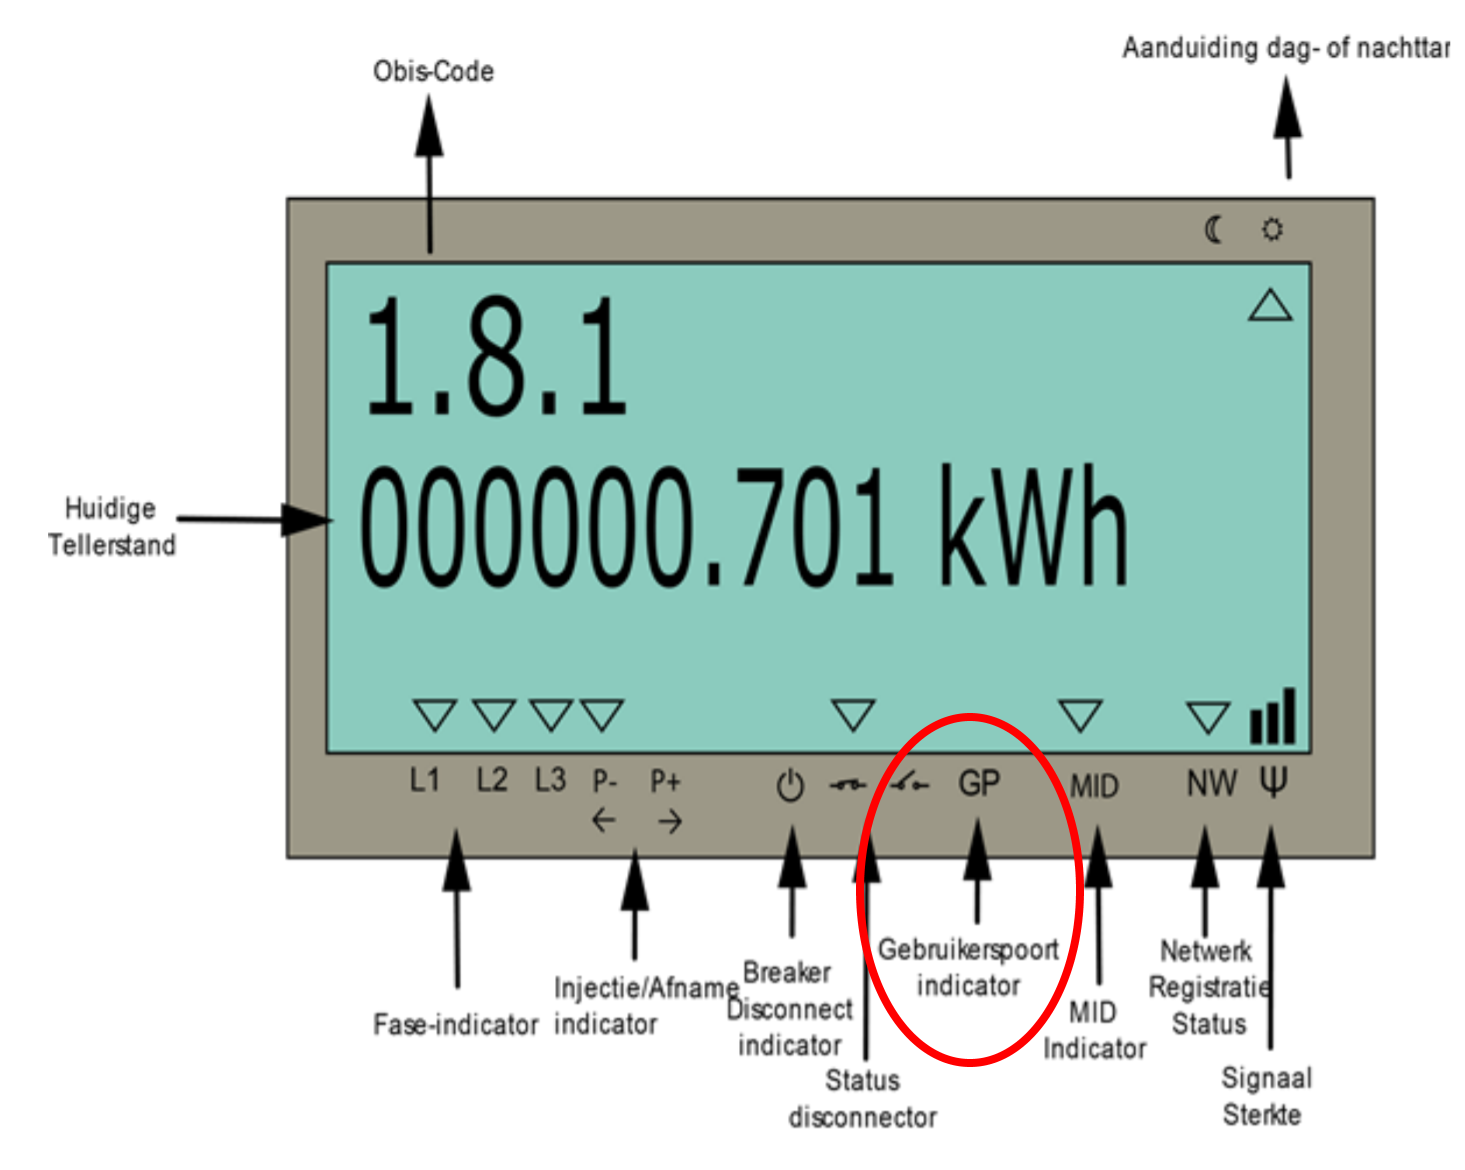 Aanduiding dag- of nachttar
Obis-Code
1.8.1
000000.701 kWh
Huidige
Tellerstand
L1 L2 L3 P- P+ GP MID NW
Fase-indicator
Injectie/Afname
indicator
Breaker
Disconnect
indicator
Status
disconnector
Gebruikerspoort
indicator
MID
Indicator
Netwerk
Registratie
Status
Signaal
Sterkte